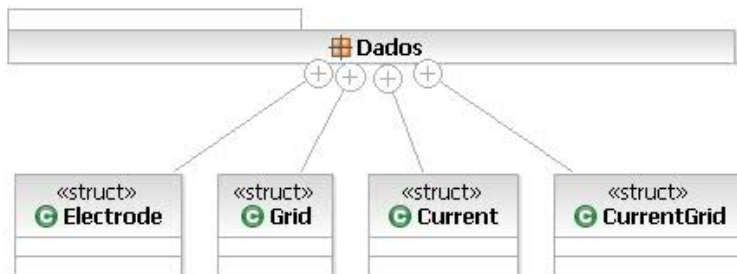 Dados
«struct»
Electrode
«struct»
Grid
«struct»
Current
«struct»
CurrentGrid